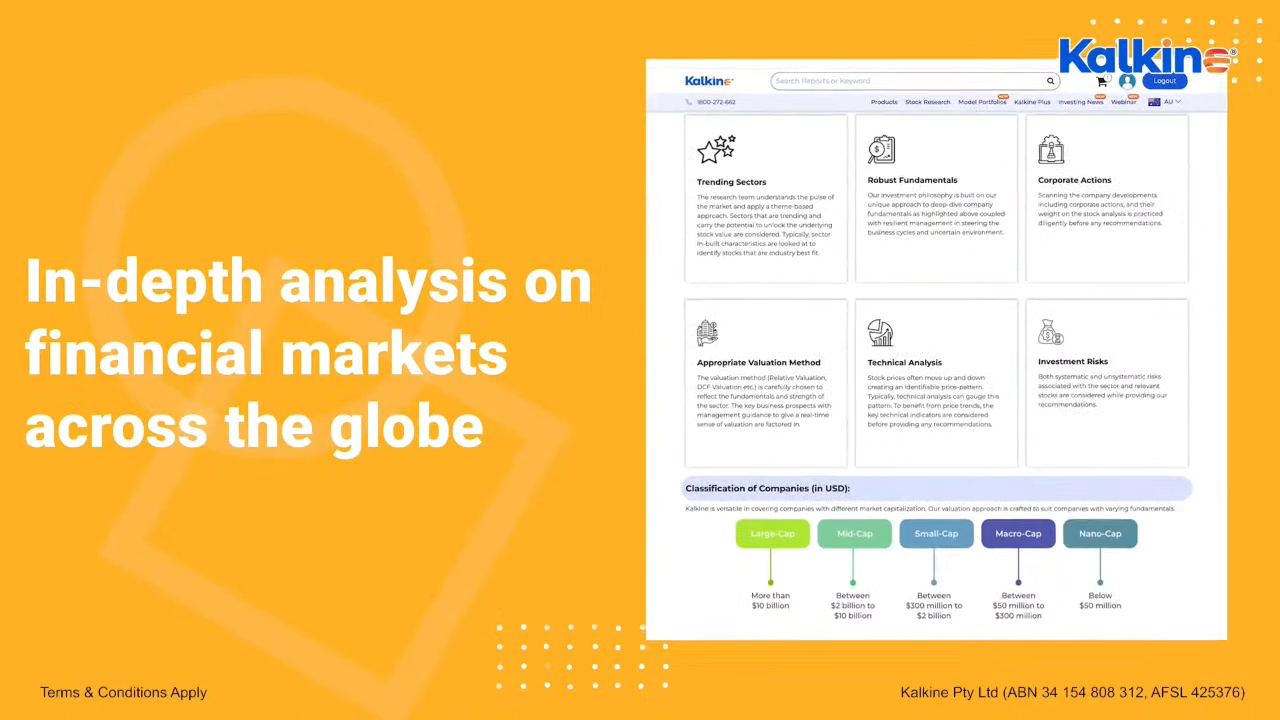 Kalkine®
Kalkine
Search Reports or Keyword
1
Logout
1800-272-662
Products
Stock Research
Model Portfolios
NEW
Kalkine Plus
Investing News
NEW
Webinar
NEW
AU
Trending Sectors
The research team understands the pulse of
the market and apply a theme-based
approach. Sectors that are trending and
carry the potential to unlock the underlying
stock value are considered. Typically, sector
in-built characteristics are looked at to
identify stocks that are industry best fit.
Robust Fundamentals
Our investment philosophy is built on our
unique approach to deep-dive company
fundamentals as highlighted above coupled
with resilient management in steering the
business cycles and uncertain environment.
Corporate Actions
Scanning the company developments
including corporate actions, and their
weight on the stock analysis is practiced
diligently before any recommendations.
In-depth analysis on
financial markets
across the globe
Appropriate Valuation Method
The valuation method (Relative Valuation,
DCF Valuation etc.) is carefully chosen to
reflect the fundamentals and strength of
the sector. The key business prospects with
management guidance to give a real-time
sense of valuation are factored in.
Technical Analysis
Stock prices often move up and down
creating an identifiable price-pattern.
Typically, technical analysis can gauge this
pattern. To benefit from price trends, the
key technical indicators are considered
before providing any recommendations.
Investment Risks
Both systematic and unsystematic risks
associated with the sector and relevant
stocks are considered while providing our
recommendations.
Classification of Companies (in USD):
Kalkine is versatile in covering companies with different market capitalization. Our valuation approach is crafted to suit companies with varying fundamentals.
Large-Cap
Mid-Cap
Small-Cap
Macro-Cap
Nano-Cap
More than
$10 billion
Between
$2 billion to
$10 billion
Between
$300 million to
$2 billion
Between
$50 million to
$300 million
Below
$50 million
Terms & Conditions Apply
Kalkine Pty Ltd (ABN 34 154 808 312, AFSL 425376)